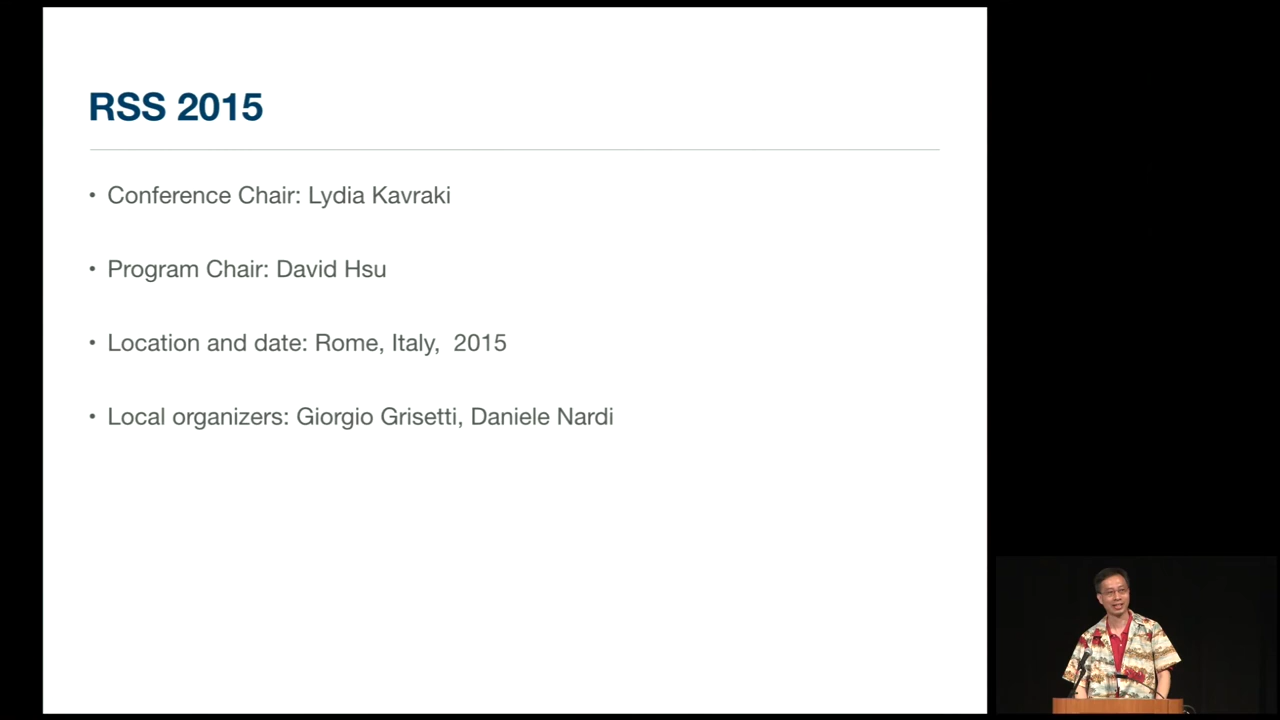 RSS 2015
• Conference Chair: Lydia Kavraki
• Program Chair: David Hsu
• Location and date: Rome, Italy,  2015
• Local organizers: Giorgio Grisetti, Daniele Nardi